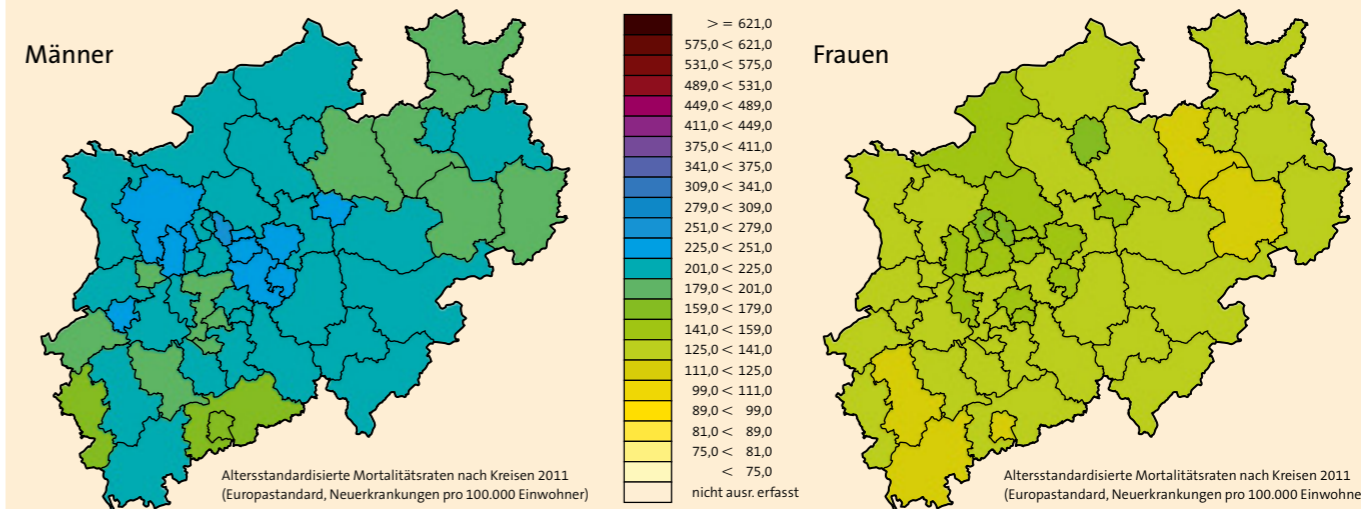 Männer
> = 621,0
575,0 < 621,0
531,0 < 575,0
489,0 < 531,0
449,0 < 489,0
411,0 < 449,0
375,0 < 411,0
341,0 < 375,0
309,0 < 341,0
279,0 < 309,0
251,0 < 279,0
225,0 < 251,0
201,0 < 225,0
179,0 < 201,0
159,0 < 179,0
141,0 < 159,0
125,0 < 141,0
111,0 < 125,0
99,0 < 111,0
89,0 < 99,0
81,0 < 89,0
75,0 < 81,0
< 75,0
nicht ausr. erfasst
Altersstandardisierte Mortalitätsraten nach Kreisen 2011
(Europastandard, Neuerkrankungen pro 100.000 Einwohner)
Frauen
Altersstandardisierte Mortalitätsraten nach Kreisen 2011
(Europastandard, Neuerkrankungen pro 100.000 Einwohne